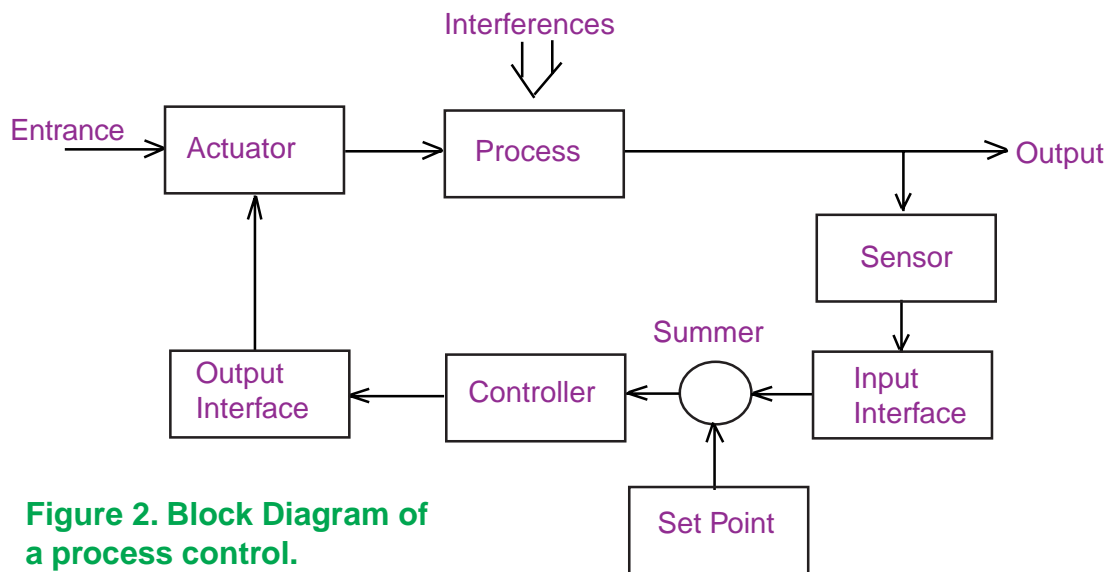 Interferences
Entrance
Actuator
Process
Output
Sensor
Summer
Output
Interface
Controller
Input
Interface
Set Point
Figure 2. Block Diagram of
a process control.